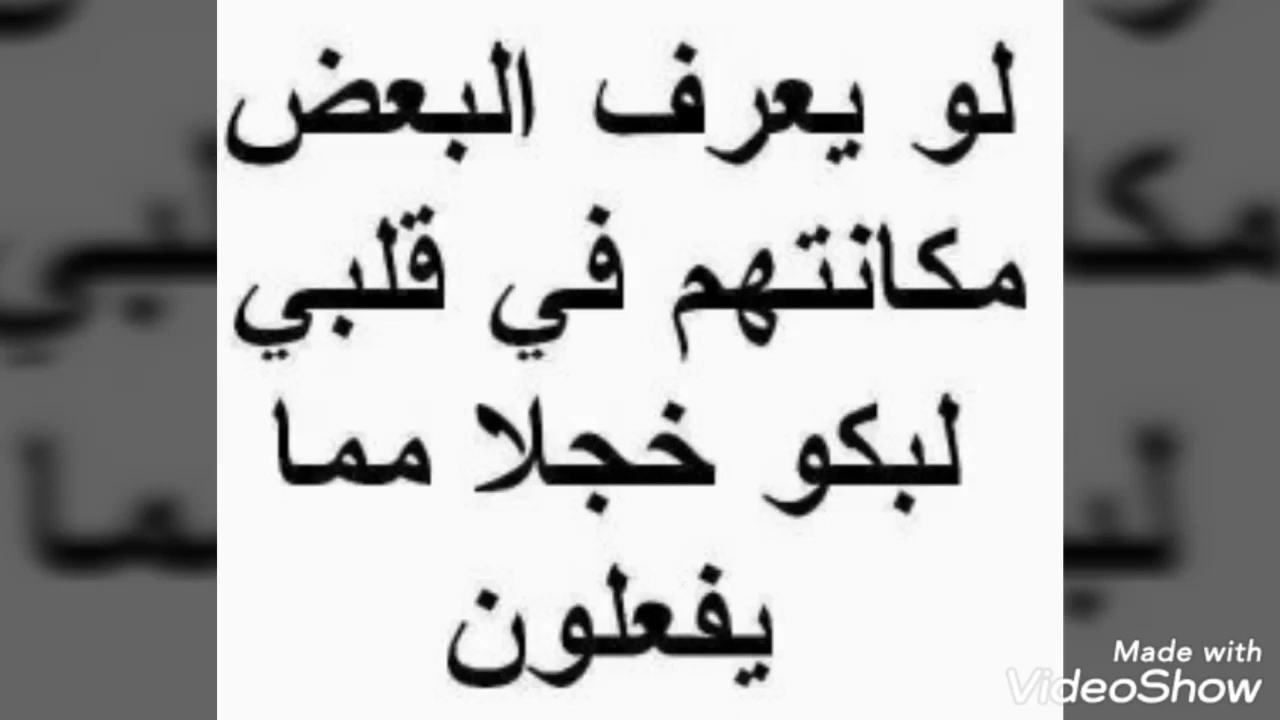 لو يعرف البعض
مكانتهم في قلبي
لبكو خجلا مما
يفعلون
Made with
VideoShow